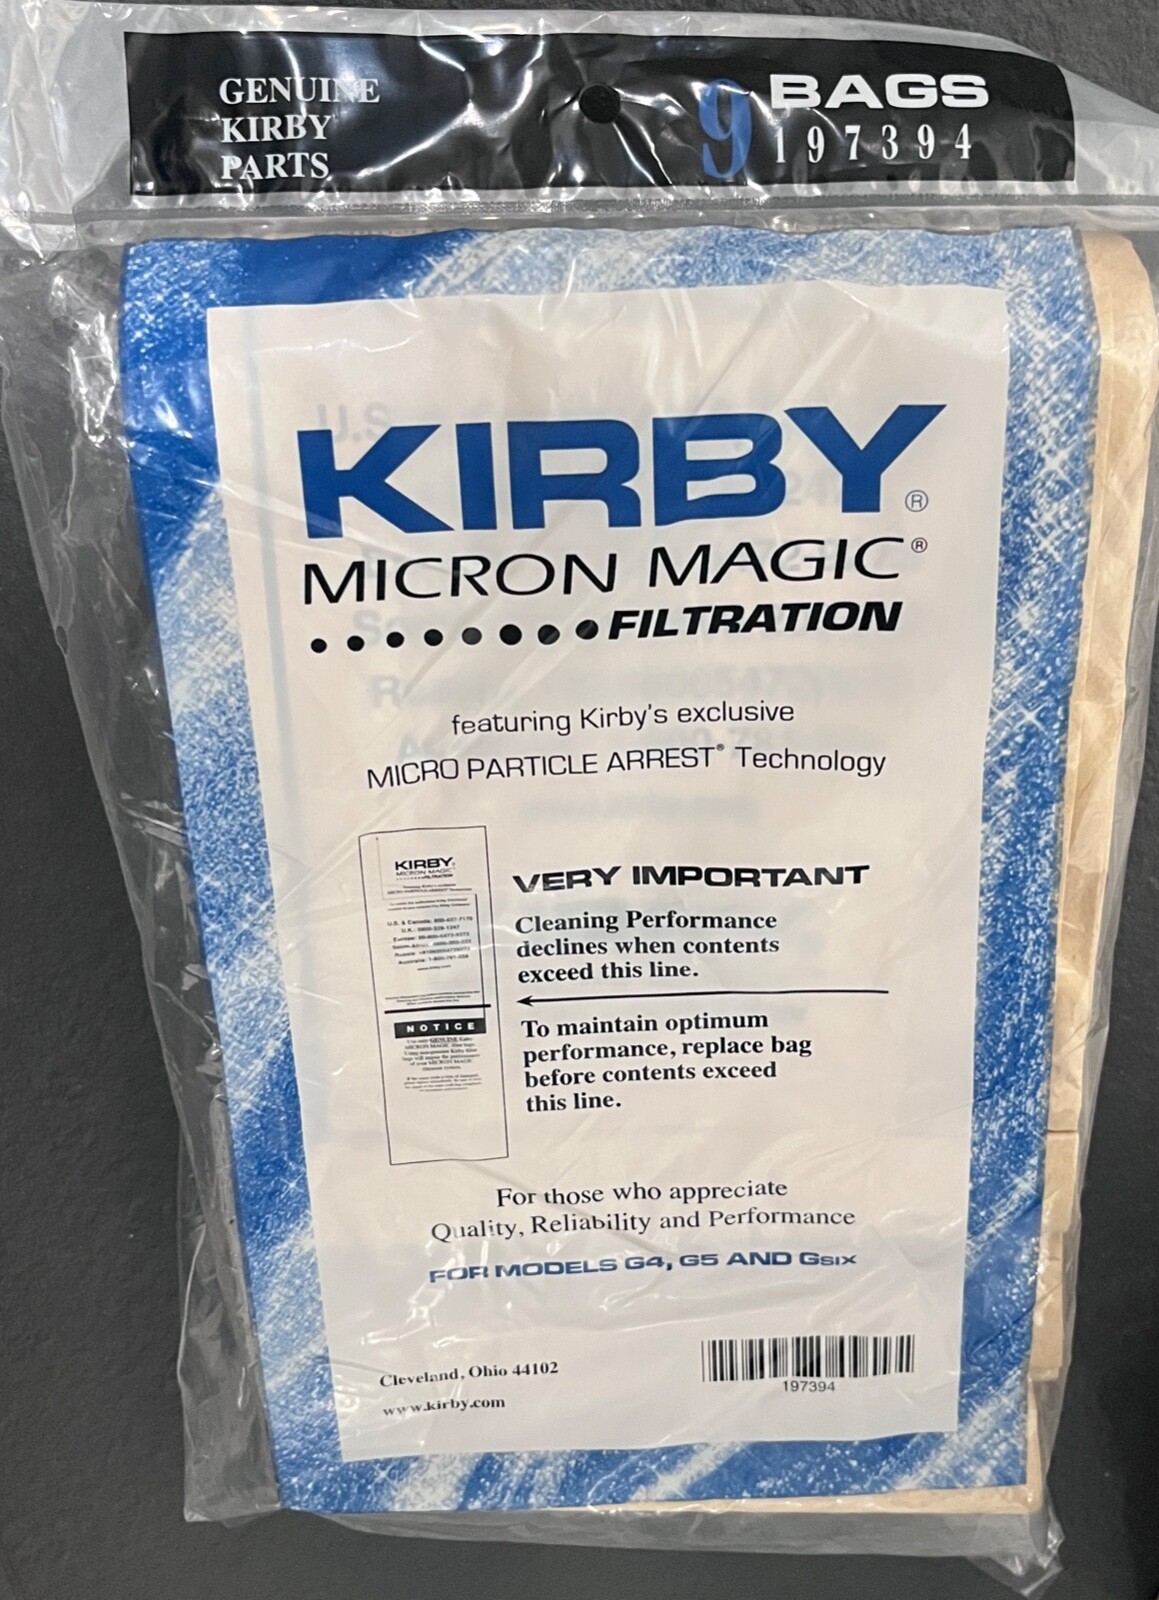 GENUINE
KIRBY
PARTS
9 BAGS
197394
KIRBY®
MICRON MAGIC®
FILTRATION
featuring Kirby's exclusive
MICRO PARTICLE ARREST® Technology
KIRBY
MICRON MAGIC
FILTRATION
NOTICE
VERY IMPORTANT
Cleaning Performance
declines when contents
exceed this line.
To maintain optimum
performance, replace bag
before contents exceed
this line.
For those who appreciate
Quality, Reliability and Performance
FOR MODELS G4, G5 AND GSIX
Cleveland, Ohio 44102
www.kirby.com
197394